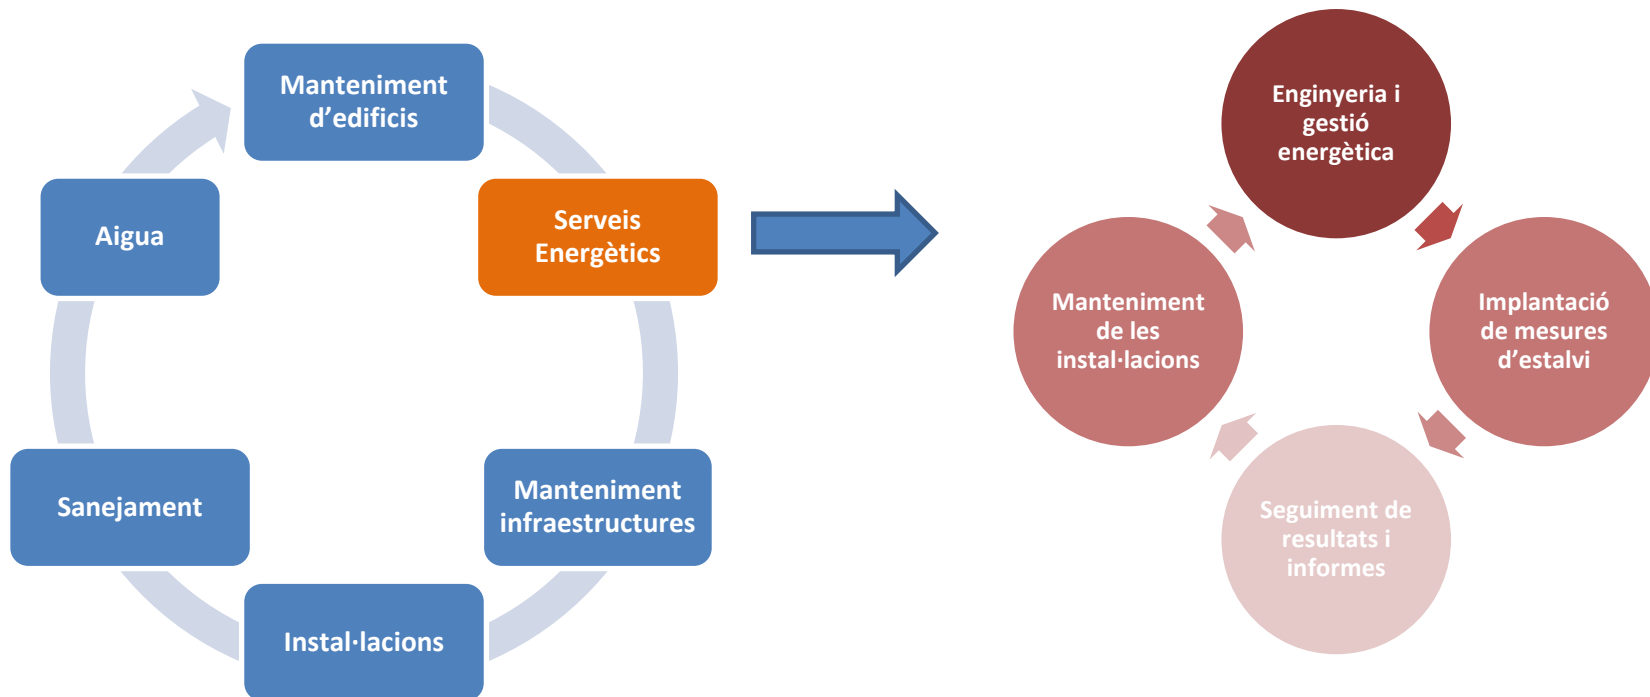 Manteniment
d’edificis
Serveis
Energètics
Manteniment
infraestructures
Instal·lacions
Sanejament
Aigua
Enginyeria i
gestió
energètica
Implantació
de mesures
d’estalvi
Seguiment de
resultats i
informes
Manteniment
de les
instal·lacions